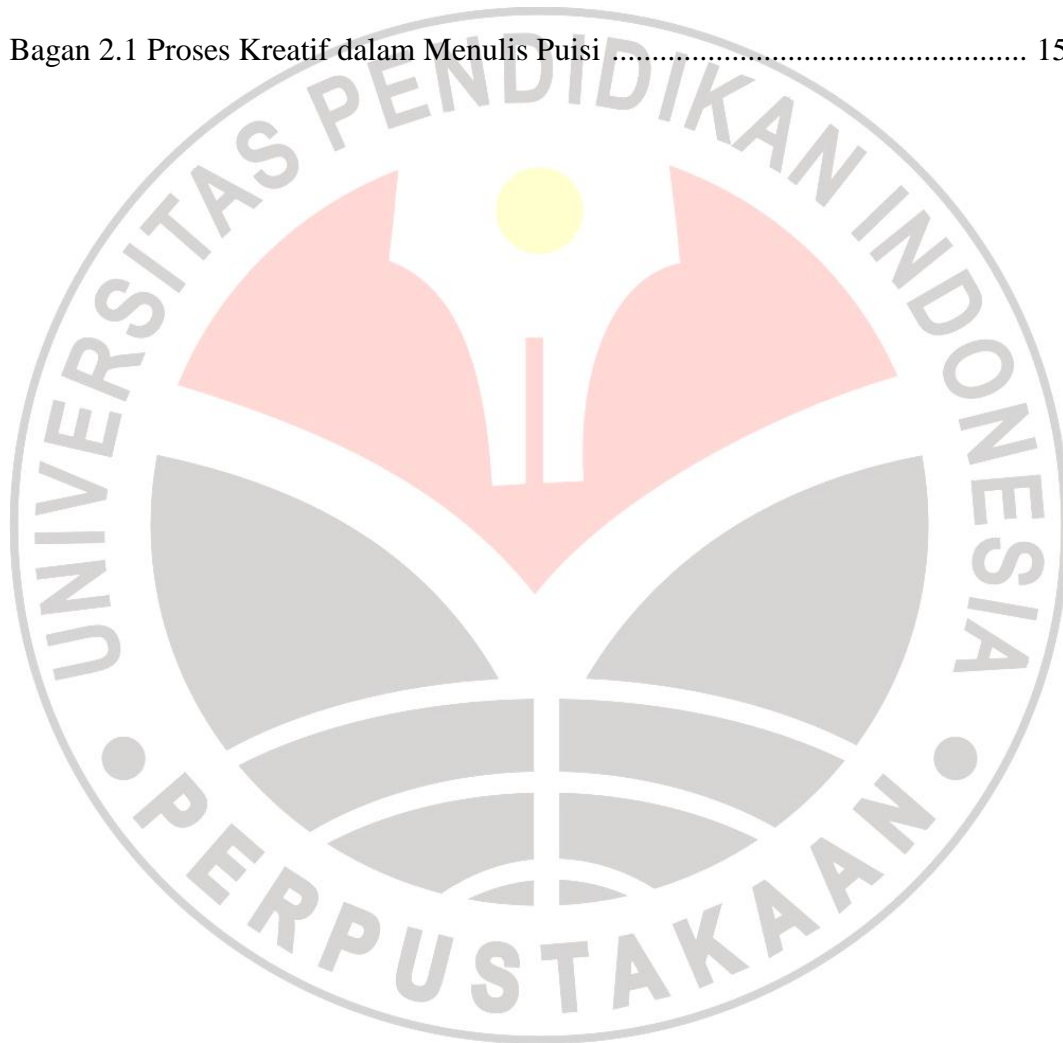 Bagan 2.1 Proses Kreatif dalam Menulis Puisi .................................................... 15
UNIVERSITAS PENDIDIKAN INDONESIA
PERPUSTAKAAN